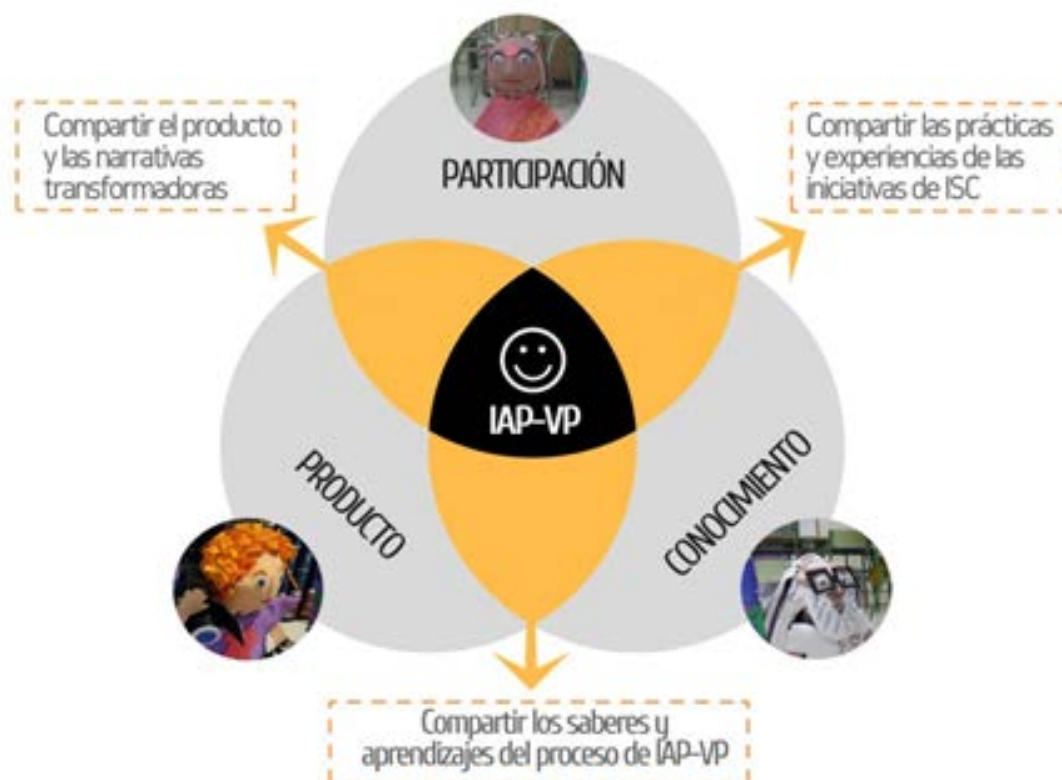 PARTICIPACIÓN
Compartir el producto
y las narrativas
transformadoras
Compartir las prácticas
y experiencias de las
iniciativas de ISC
IAP-VP
PRODUCTO
CONOCIMIENTO
Compartir los saberes y
aprendizajes del proceso de IAP-VP